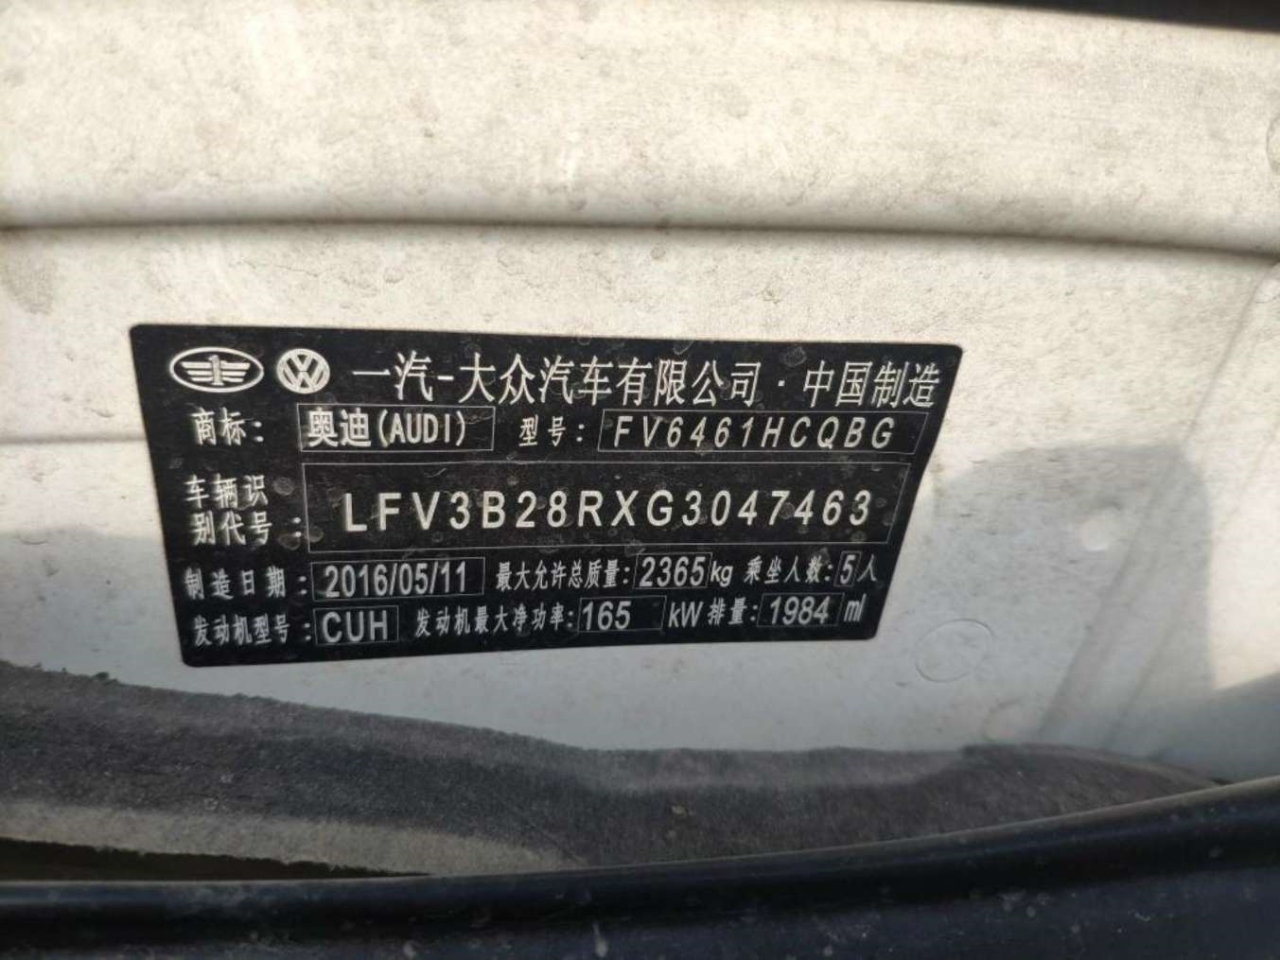 一汽-大众汽车有限公司·中国制造
商标: 奥迪(AUDI) 型号: FV6461HCQBG
车辆识
别代号: LFV3B28RXG3047463
制造日期: 2016/05/11 最大允许总质量: 2365kg 乘坐人数: 5人
发动机型号: CUH 发动机最大净功率: 165 kW 排量: 1984 ml